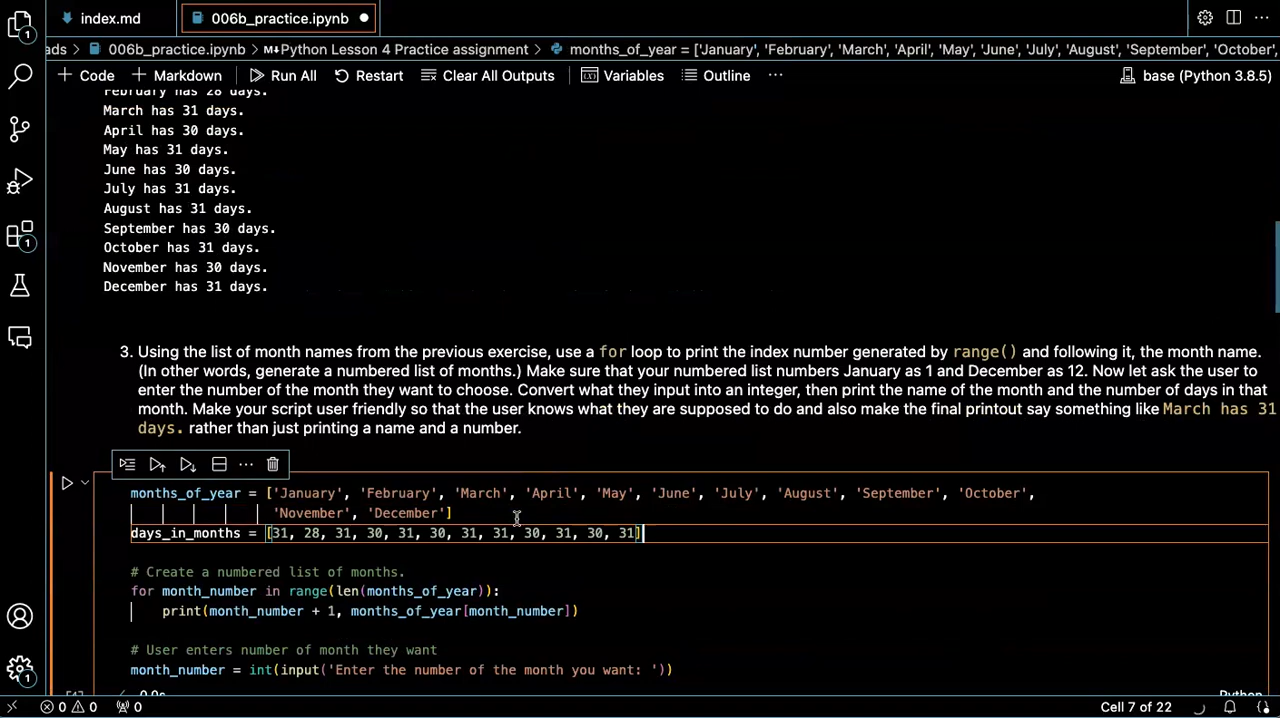 index.md
006b_practice.ipynb
ads > 006b_practice.ipynb > M↓Python Lesson 4 Practice assignment > months_of_year = ['January', 'February', 'March', 'April', 'May', 'June', 'July', 'August', 'September', 'October',
+ Code + Markdown Run All Restart Clear All Outputs Variables Outline ··· base (Python 3.8.5)
February has 28 days.
March has 31 days.
April has 30 days.
May has 31 days.
June has 30 days.
July has 31 days.
August has 31 days.
September has 30 days.
October has 31 days.
November has 30 days.
December has 31 days.
3. Using the list of month names from the previous exercise, use a for loop to print the index number generated by range() and following it, the month name.
(In other words, generate a numbered list of months.) Make sure that your numbered list numbers January as 1 and December as 12. Now let ask the user to
enter the number of the month they want to choose. Convert what they input into an integer, then print the name of the month and the number of days in that
month. Make your script user friendly so that the user knows what they are supposed to do and also make the final printout say something like March has 31
days. rather than just printing a name and a number.
months_of_year = ['January', 'February', 'March', 'April', 'May', 'June', 'July', 'August', 'September', 'October',
'November', 'December']
days_in_months = [31, 28, 31, 30, 31, 30, 31, 31, 30, 31, 30, 31]
# Create a numbered list of months.
for month_number in range(len(months_of_year)):
print(month_number + 1, months_of_year[month_number])
# User enters number of month they want
month_number = int(input('Enter the number of the month you want: '))
Python
0 0 0 Cell 7 of 22
1
1
1